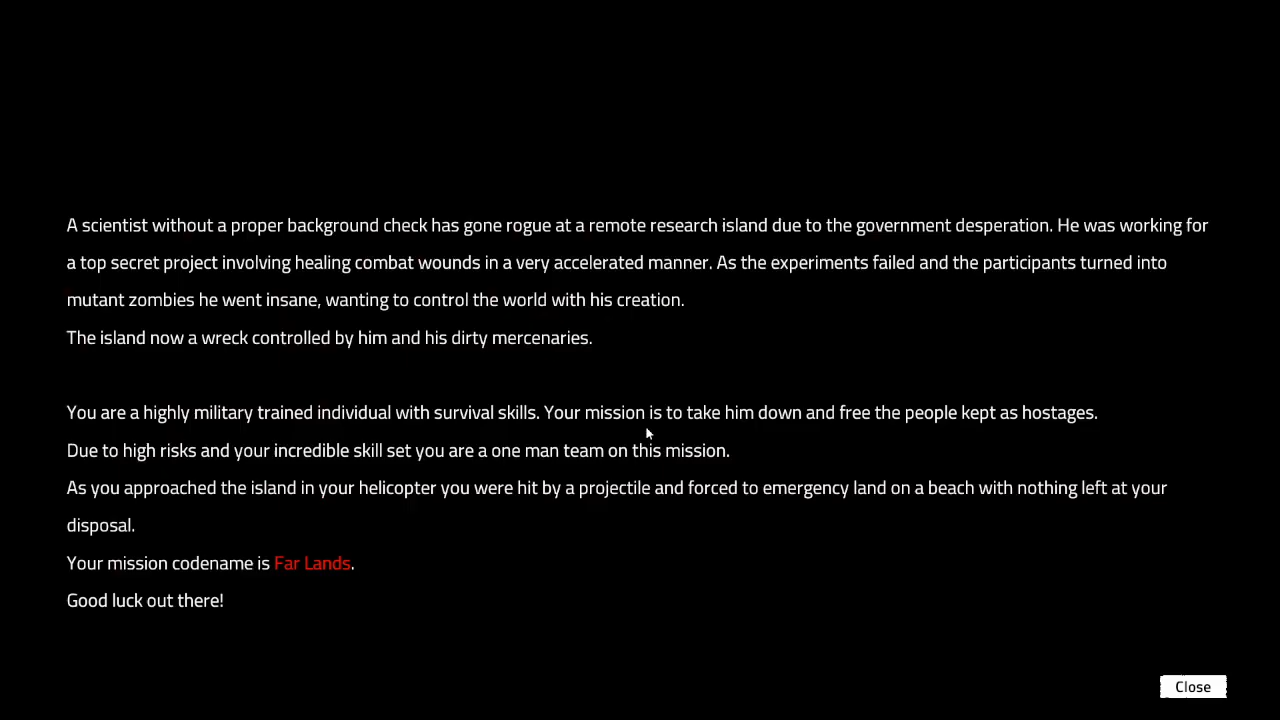 A scientist without a proper background check has gone rogue at a remote research island due to the government desperation. He was working for
a top secret project involving healing combat wounds in a very accelerated manner. As the experiments failed and the participants turned into
mutant zombies he went insane, wanting to control the world with his creation.
The island now a wreck controlled by him and his dirty mercenaries.
You are a highly military trained individual with survival skills. Your mission is to take him down and free the people kept as hostages.
Due to high risks and your incredible skill set you are a one man team on this mission.
As you approached the island in your helicopter you were hit by a projectile and forced to emergency land on a beach with nothing left at your
disposal.
Your mission codename is Far Lands.
Good luck out there!
Close